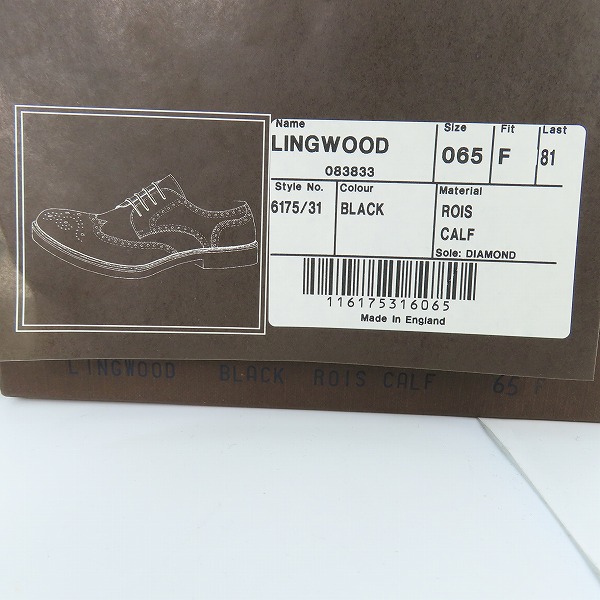 Name Size Fit Last
LINGWOOD 065 F 81
083833
Style No. Colour Material
6175/31 BLACK ROIS
CALF
Sole: DIAMOND
116175316065
Made In England
LINGWOOD BLACK ROIS CALF 65 F